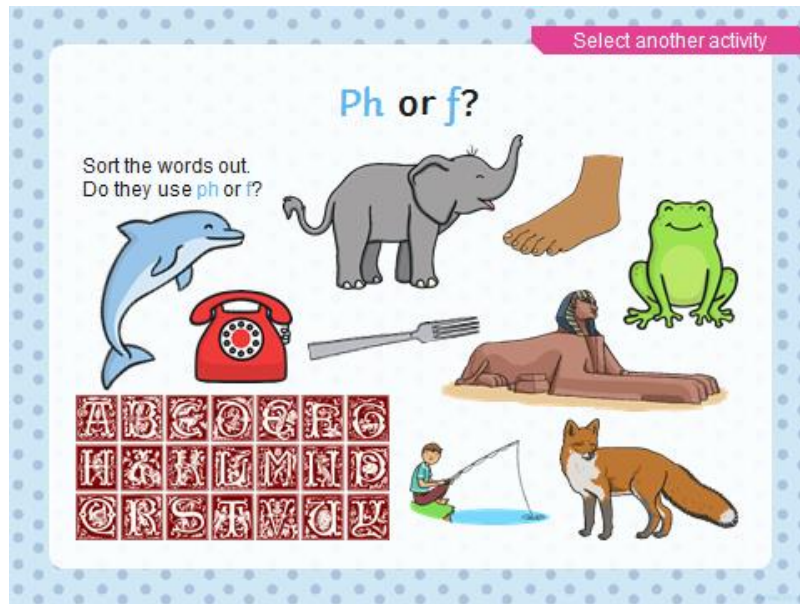 Select another activity
Ph or f?
Sort the words out.
Do they use ph or f?
A B C D E F G
H I K L M N O
Q R S T V U Y